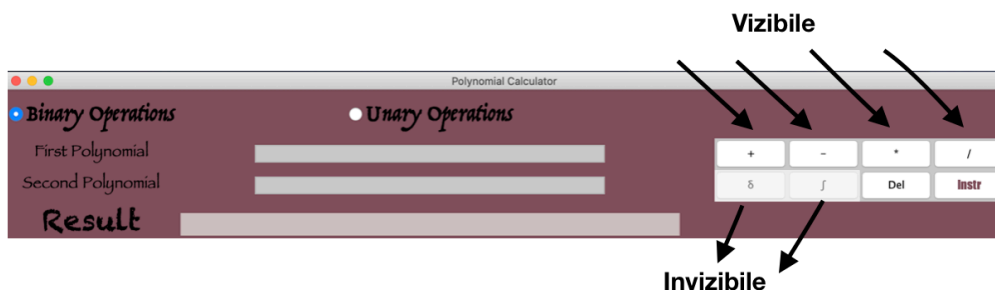 Vizibile
Polynomial Calculator
Binary Operations
Unary Operations
First Polynomial
Second Polynomial
Result
+ - * /
δ ∫ Del Instr
Invizibile